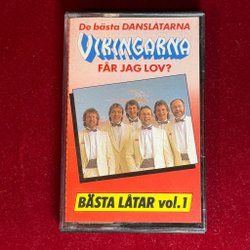 De bästa DANSLÅTARNA
VIKINGARNA
FÅR JAG LOV?
BÄSTA LÅTAR vol.1